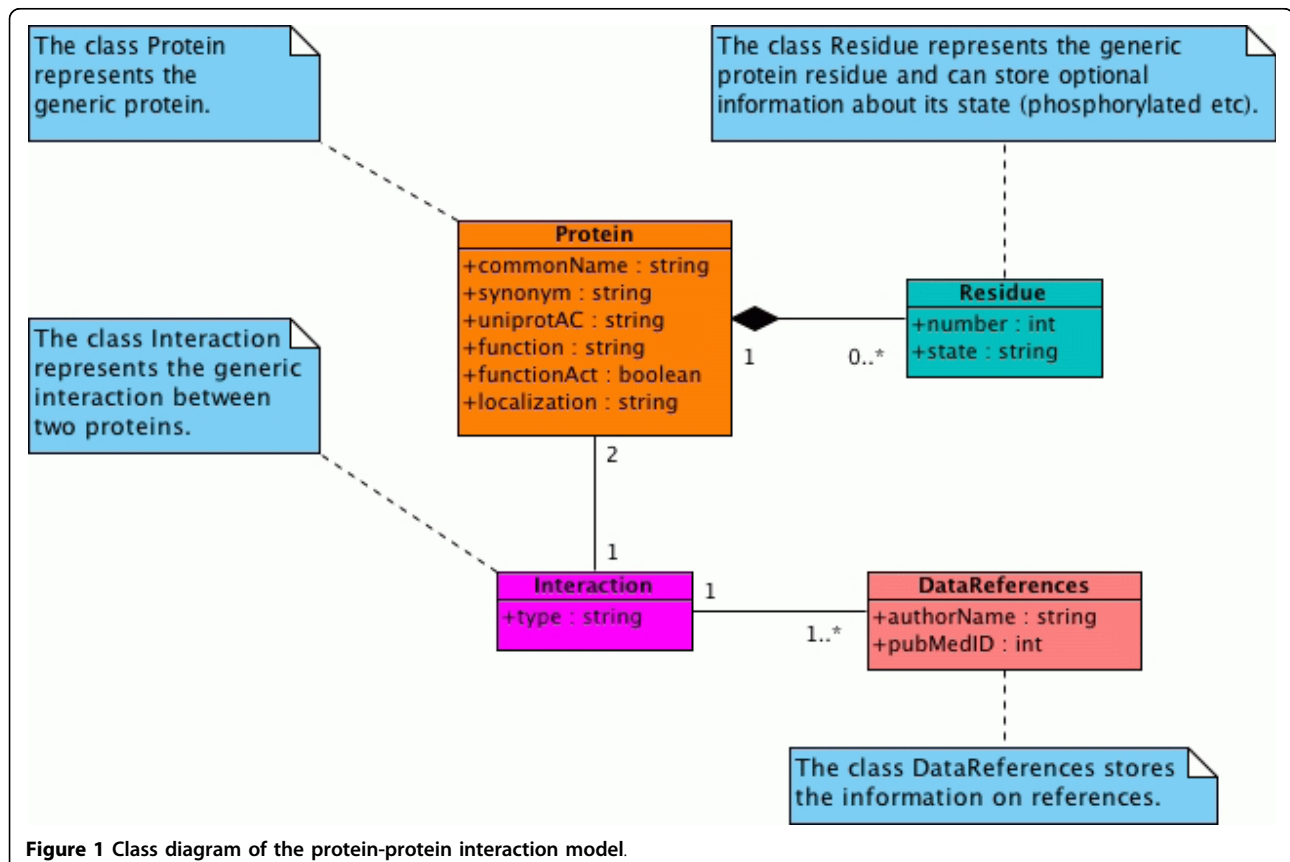 The class Protein
represents the
generic protein.
The class Residue represents the generic
protein residue and can store optional
information about its state (phosphorylated etc).
Protein
+commonName : string
+synonym : string
+uniprotAC : string
+function : string
+functionAct : boolean
+localization : string
Residue
+number : int
+state : string
1
0..*
The class Interaction
represents the generic
interaction between
two proteins.
2
1
Interaction
+type : string
1
1..*
DataReferences
+authorName : string
+pubMedID : int
The class DataReferences stores
the information on references.
Figure 1 Class diagram of the protein-protein interaction model.